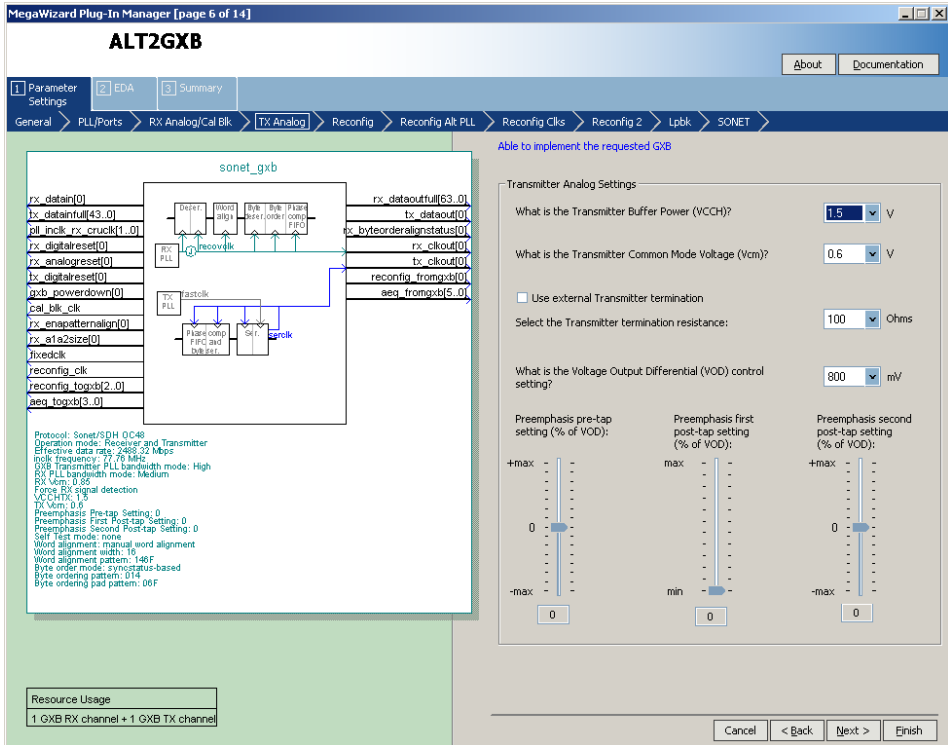 MegaWizard Plug-In Manager [page 6 of 14]
ALT2GXB
About
Documentation
1 Parameter Settings
2 EDA
3 Summary
General
PLL/Ports
RX Analog/Cal Blk
TX Analog
Reconfig
Reconfig Alt PLL
Reconfig Clks
Reconfig 2
Lpbk
SONET
sonet_gxb
rx_datain[0]
tx_datainfull[43..0]
pll_inclk_rx_cruclk[1..0]
rx_digitalreset[0]
rx_analogreset[0]
tx_digitalreset[0]
gxb_powerdown[0]
cal_blk_clk
rx_enapatternalign[0]
rx_a1a2size[0]
fixedclk
reconfig_clk
reconfig_togxb[2..0]
aeq_togxb[3..0]
rx_dataoutfull[63..0]
tx_dataout[0]
rx_byteorderalignstatus[0]
rx_clkout[0]
tx_clkout[0]
reconfig_fromgxb[0]
aeq_fromgxb[5..0]
Deser.
Word align
Byte deser.
Byte order
Phase comp FIFO
RX PLL
recovclk
TX PLL
fastclk
Phase comp FIFO and byte ser.
Ser.
serclk
Protocol: Sonet/SDH OC48
Operation mode: Receiver and Transmitter
Effective data rate: 2488.32 Mbps
inclk frequency: 77.76 MHz
GXB Transmitter PLL bandwidth mode: High
RX PLL bandwidth mode: Medium
RX Vcm: 0.85
Force RX signal detection
VCCHTX: 1.5
TX Vcm: 0.6
Preemphasis Pre-tap Setting: 0
Preemphasis First Post-tap Setting: 0
Preemphasis Second Post-tap Setting: 0
Self Test mode: none
Word alignment: manual word alignment
Word alignment width: 16
Word alignment pattern: 146F
Byte order mode: syncstatus-based
Byte ordering pattern: 014
Byte ordering pad pattern: 06F
Resource Usage
1 GXB RX channel + 1 GXB TX channel
Able to implement the requested GXB
Transmitter Analog Settings
What is the Transmitter Buffer Power (VCCH)?
1.5 V
What is the Transmitter Common Mode Voltage (Vcm)?
0.6 V
Use external Transmitter termination
Select the Transmitter termination resistance:
100 Ohms
What is the Voltage Output Differential (VOD) control
setting?
800 mV
Preemphasis pre-tap
setting (% of VOD):
+max
0
-max
0
Preemphasis first
post-tap setting
(% of VOD):
max
min
0
Preemphasis second
post-tap setting
(% of VOD):
+max
0
-max
0
Cancel
< Back
Next >
Finish